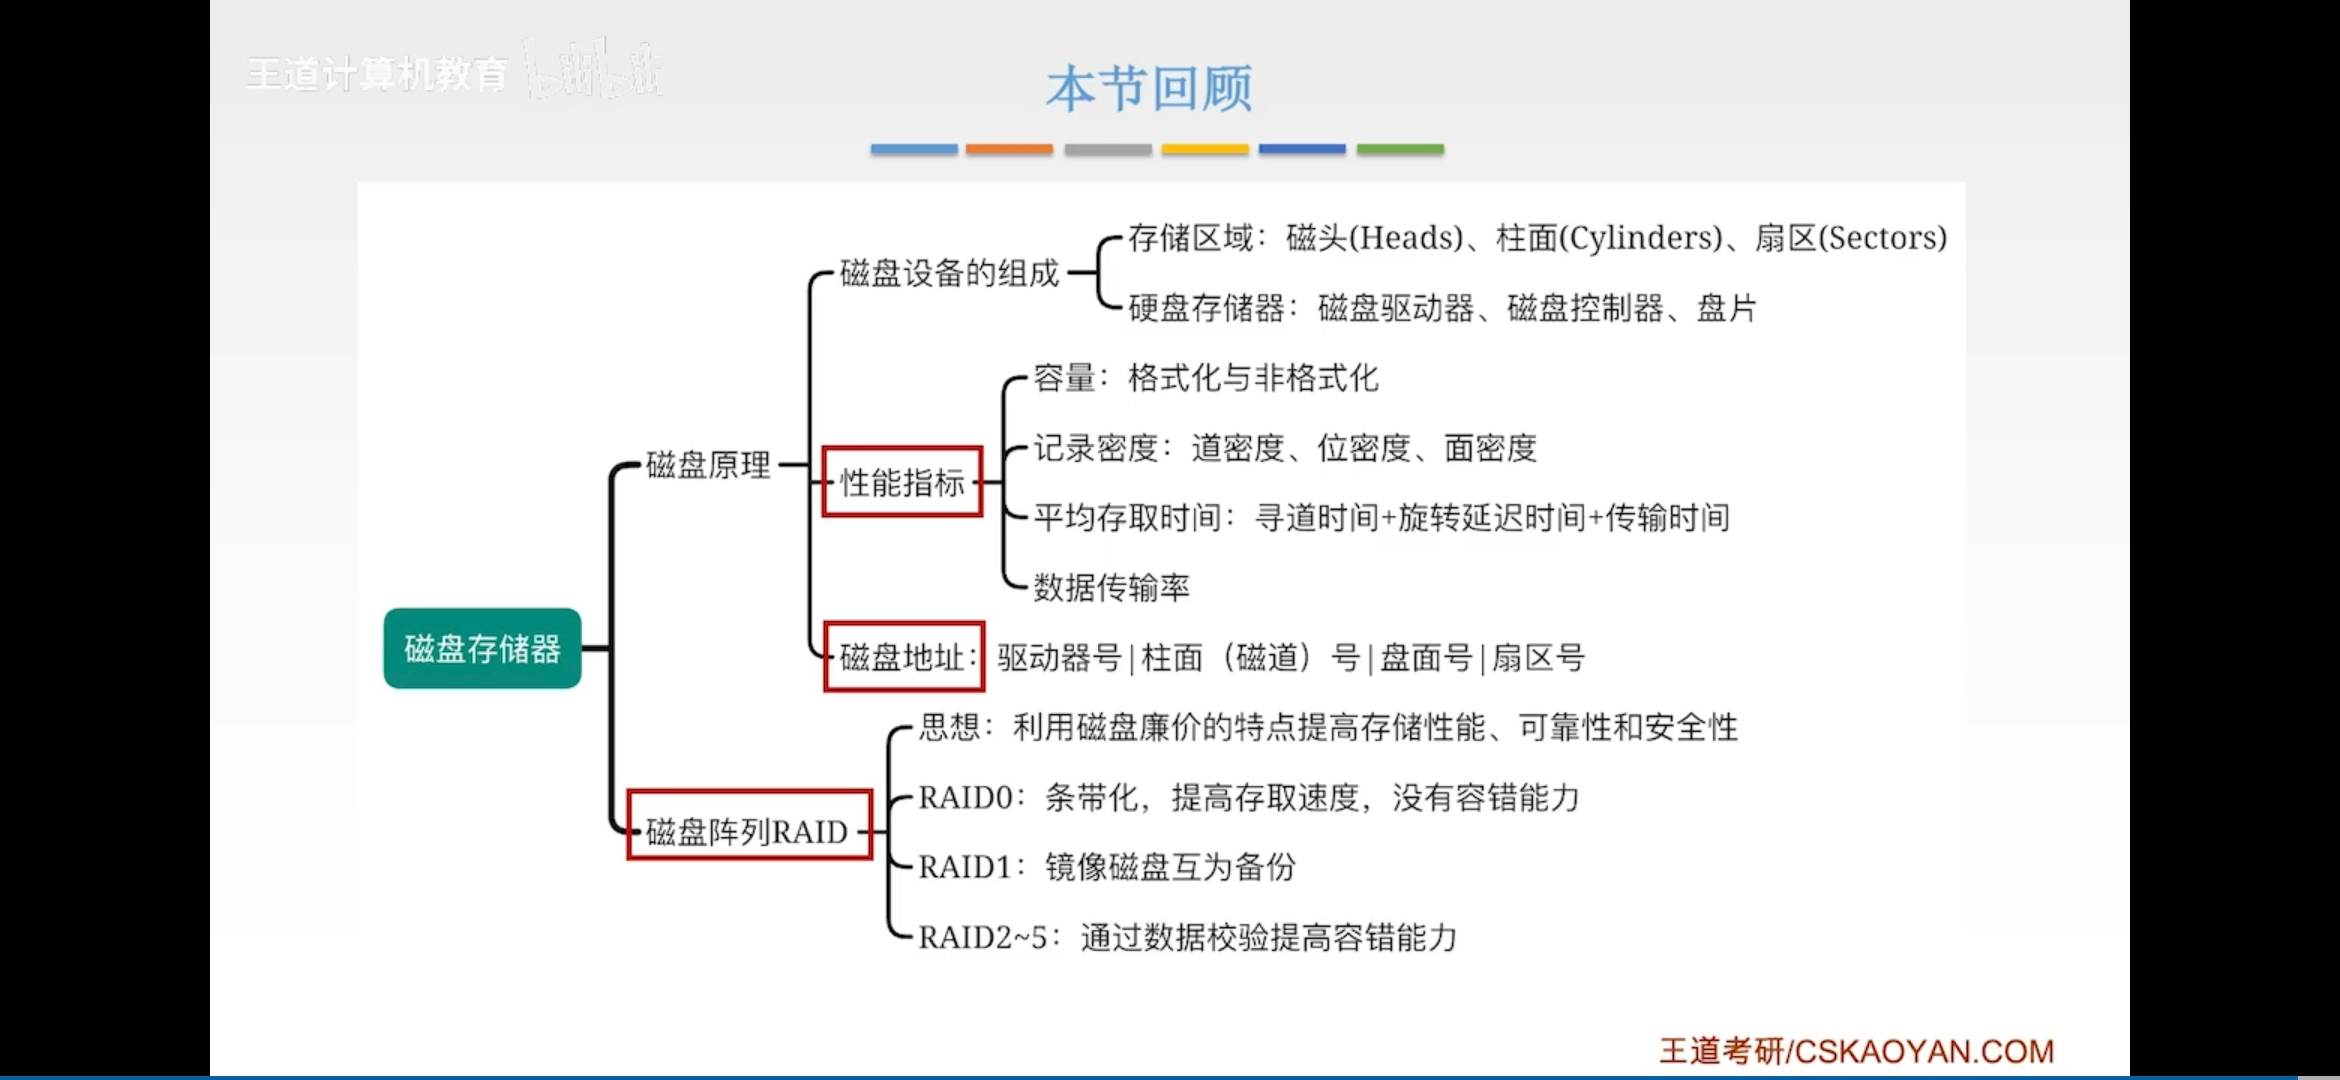 王道计算机教育 bilibili
本节回顾
存储区域：磁头(Heads)、柱面(Cylinders)、扇区(Sectors)
磁盘设备的组成
硬盘存储器：磁盘驱动器、磁盘控制器、盘片
容量：格式化与非格式化
记录密度：道密度、位密度、面密度
磁盘原理
性能指标
平均存取时间：寻道时间+旋转延迟时间+传输时间
数据传输率
磁盘存储器
磁盘地址：驱动器号|柱面（磁道）号|盘面号|扇区号
思想：利用磁盘廉价的特点提高存储性能、可靠性和安全性
RAID0：条带化，提高存取速度，没有容错能力
磁盘阵列RAID
RAID1：镜像磁盘互为备份
RAID2~5：通过数据校验提高容错能力
王道考研/CSKAOYAN.COM